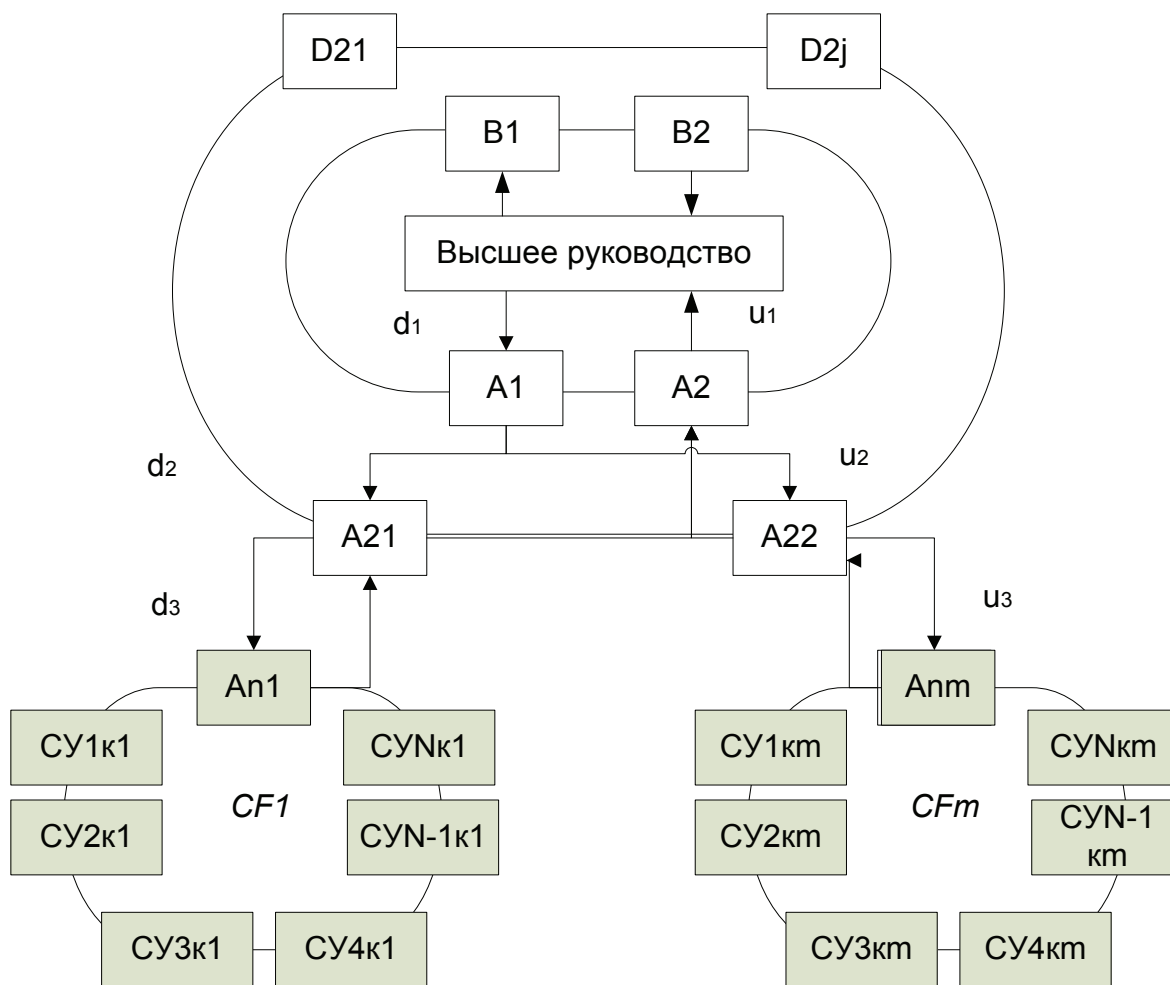 D21
D2j
B1
B2
Высшее руководство
d1
u1
A1
A2
d2
u2
A21
A22
d3
u3
An1
Anm
СУ1к1
СУNк1
СУ1кm
СУNкm
CF1
CFm
СУ2к1
СУN-1к1
СУ2кm
СУN-1
кm
СУ3к1
СУ4к1
СУ3кm
СУ4кm